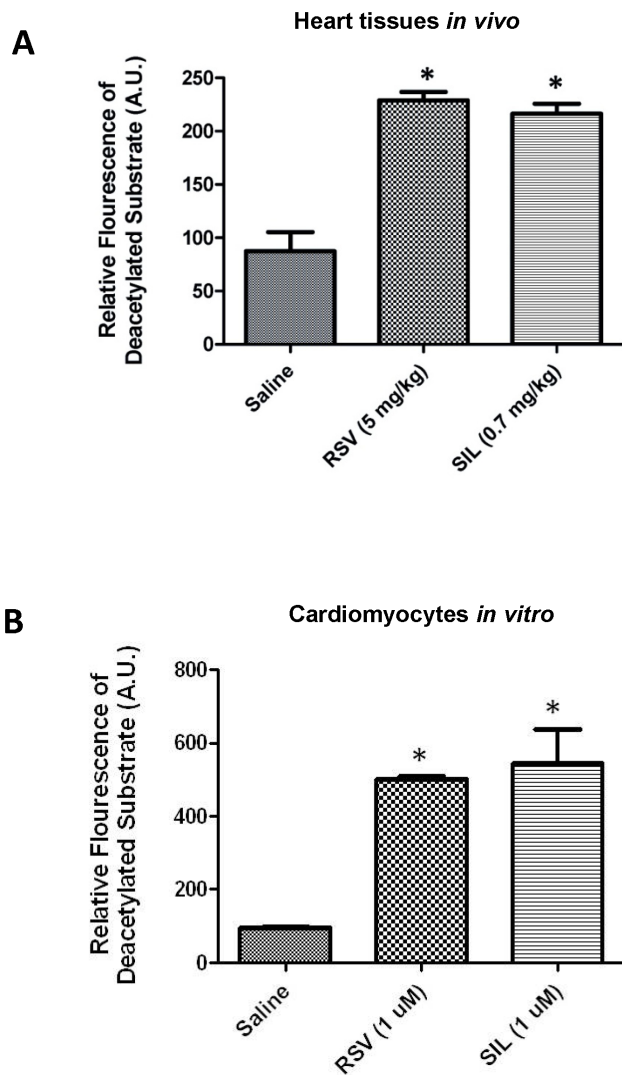 A
Heart tissues in vivo
Relative Flourescence of
Deacetylated Substrate (A.U.)
250
200
150
100
50
0
*
*
Saline
RSV (5 mg/kg)
SIL (0.7 mg/kg)
B
Cardiomyocytes in vitro
Relative Flourescence of
Deacetylated Substrate (A.U.)
800
600
400
200
0
*
*
Saline
RSV (1 uM)
SIL (1 uM)